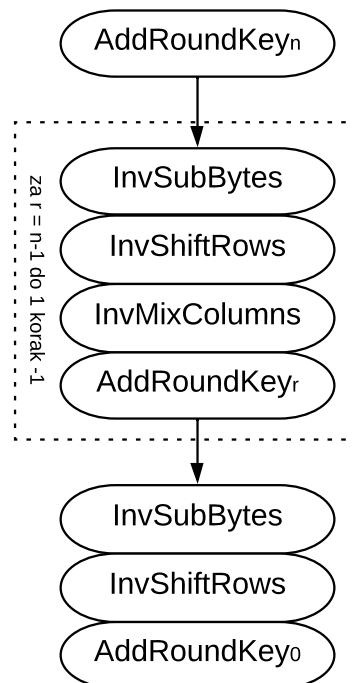 AddRoundKeyn
za r = n-1 do 1 korak -1
InvSubBytes
InvShiftRows
InvMixColumns
AddRoundKeyr
InvSubBytes
InvShiftRows
AddRoundKey0